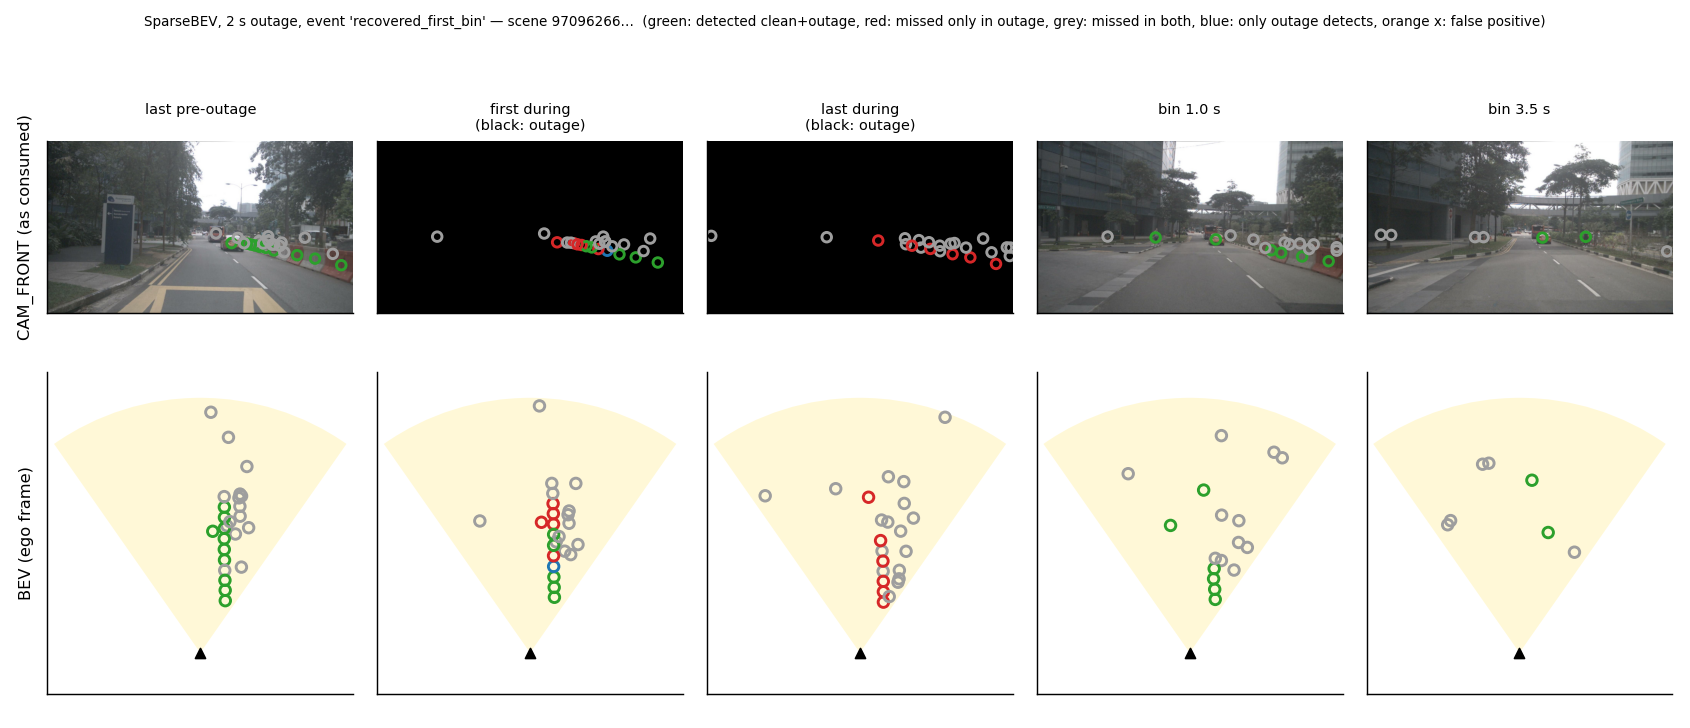 SparseBEV, 2 s outage, event 'recovered_first_bin' — scene 97096266... (green: detected clean+outage, red: missed only in outage, grey: missed in both, blue: only outage detects, orange x: false positive)
last pre-outage
first during
(black: outage)
last during
(black: outage)
bin 1.0 s
bin 3.5 s
CAM_FRONT (as consumed)
BEV (ego frame)